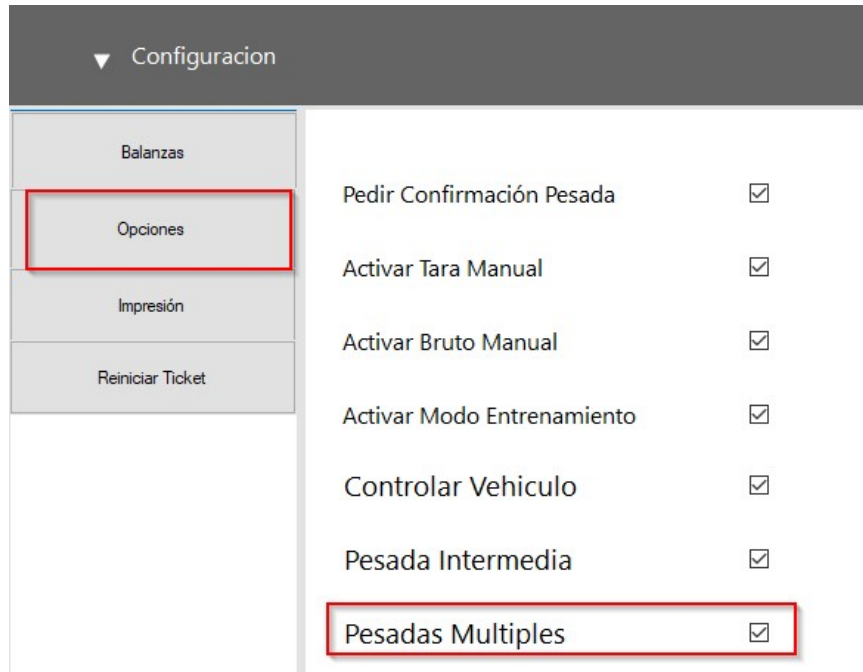 Configuracion
Balanzas
Opciones
Impresión
Reiniciar Ticket
Pedir Confirmación Pesada
Activar Tara Manual
Activar Bruto Manual
Activar Modo Entrenamiento
Controlar Vehiculo
Pesada Intermedia
Pesadas Multiples